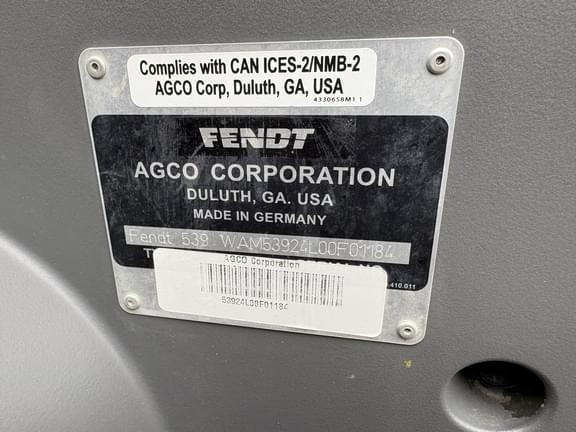 Complies with CAN ICES-2/NMB-2
AGCO Corp, Duluth, GA, USA
4330658M1 1
FENDT
AGCO CORPORATION
DULUTH, GA. USA
MADE IN GERMANY
Fendt 539 WAM53924L00F01184
AGCO Corporation
53924L00F01184